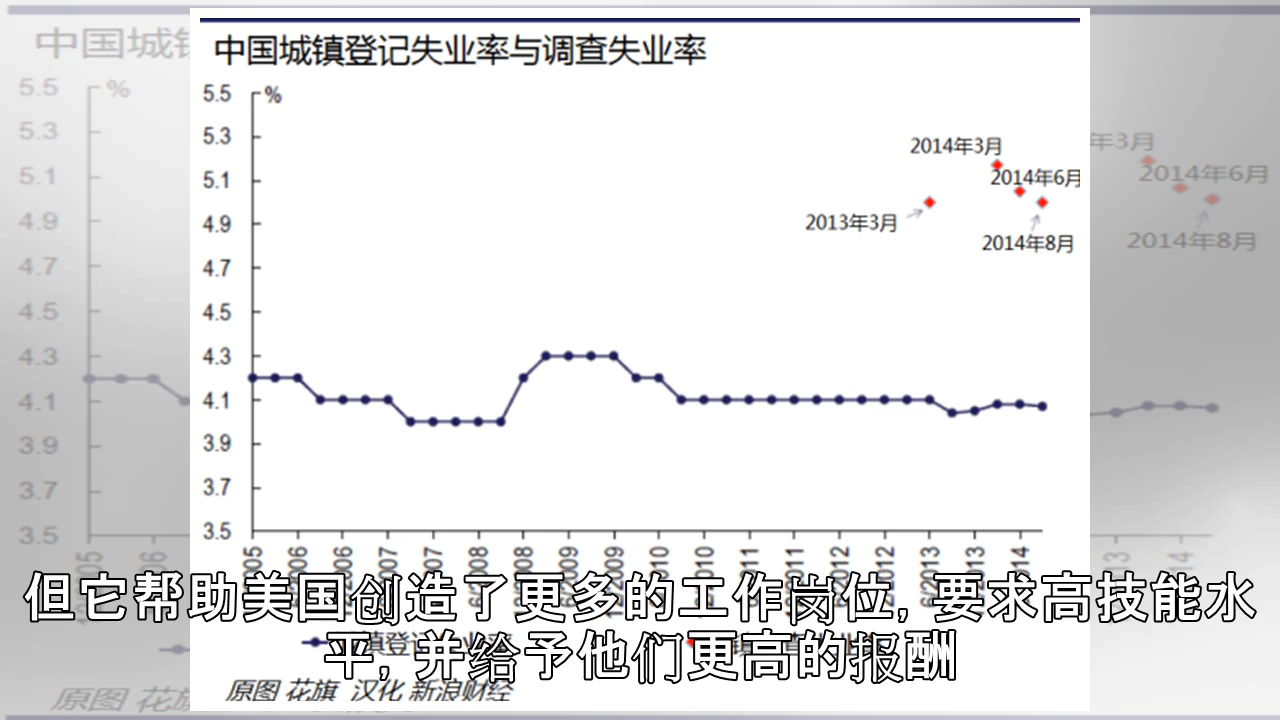 中国城镇登记失业率与调查失业率
5.5 %
5.3
5.1
4.9
4.7
4.5
4.3
4.1
3.9
3.7
3.5
2014年3月
2014年6月
2013年3月
2014年8月
但它帮助美国创造了更多的工作岗位, 要求高技能水
平, 并给予他们更高的报酬
原图 花旗 汉化 新浪财经